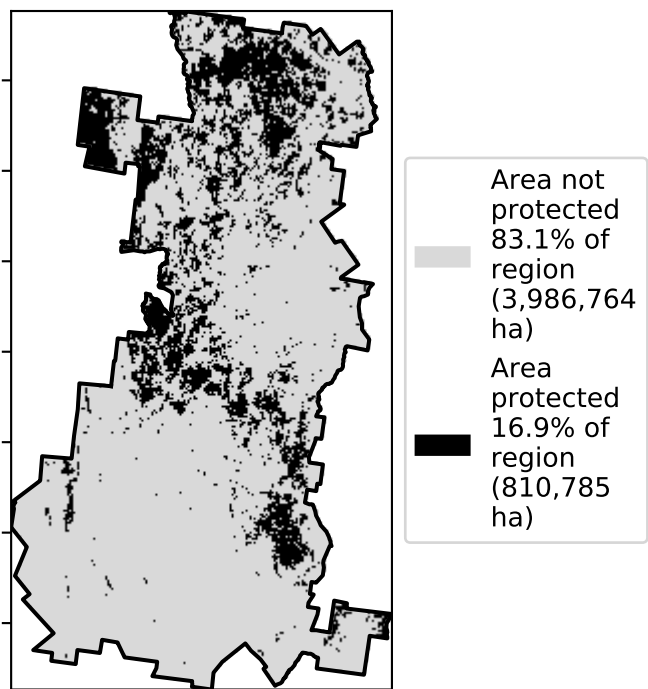 Area not
protected
83.1% of
region
(3,986,764
ha)
Area
protected
16.9% of
region
(810,785
ha)